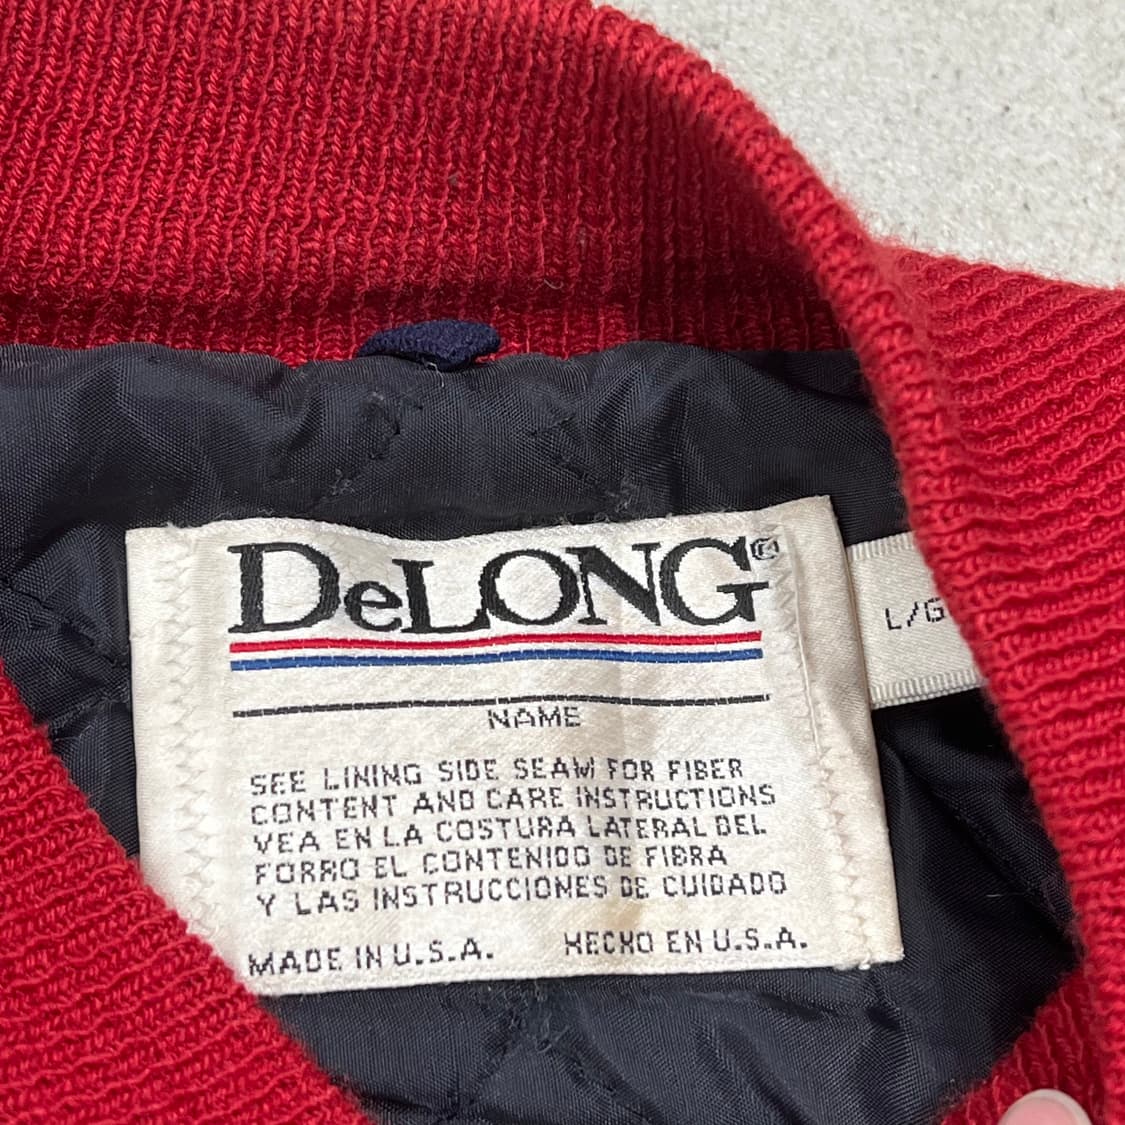 DeLONG®
NAME
SEE LINING SIDE SEAM FOR FIBER
CONTENT AND CARE INSTRUCTIONS
VEA EN LA COSTURA LATERAL DEL
FORRO EL CONTENIDO DE FIBRA
Y LAS INSTRUCCIONES DE CUIDADO
MADE IN U.S.A. HECHO EN U.S.A.
L/G